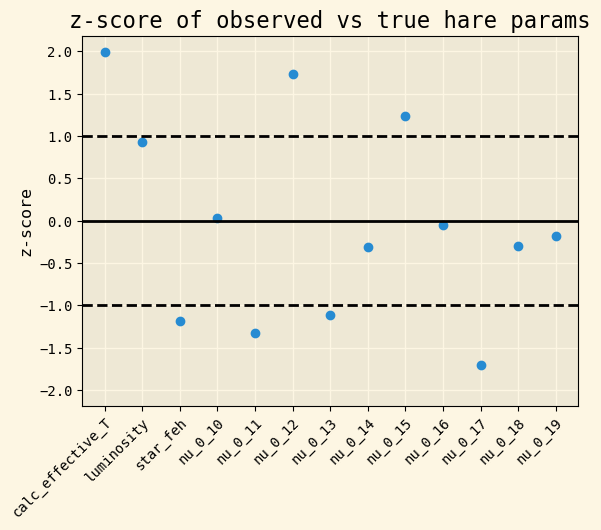 z-score of observed vs true hare params
z-score
2.0
1.5
1.0
0.5
0.0
−0.5
−1.0
−1.5
−2.0
calc_effective_T
luminosity
star_feh
nu_0_10
nu_0_11
nu_0_12
nu_0_13
nu_0_14
nu_0_15
nu_0_16
nu_0_17
nu_0_18
nu_0_19